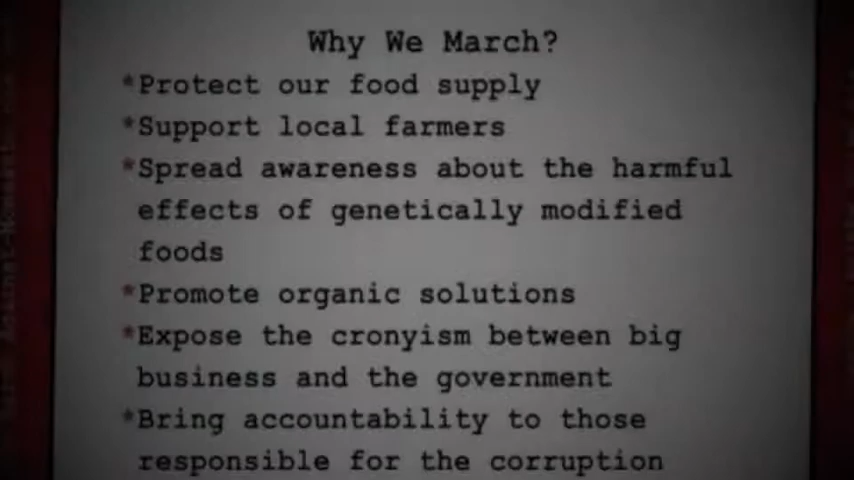 Why We March?
*Protect our food supply
*Support local farmers
*Spread awareness about the harmful
effects of genetically modified
foods
*Promote organic solutions
*Expose the cronyism between big
business and the government
*Bring accountability to those
responsible for the corruption